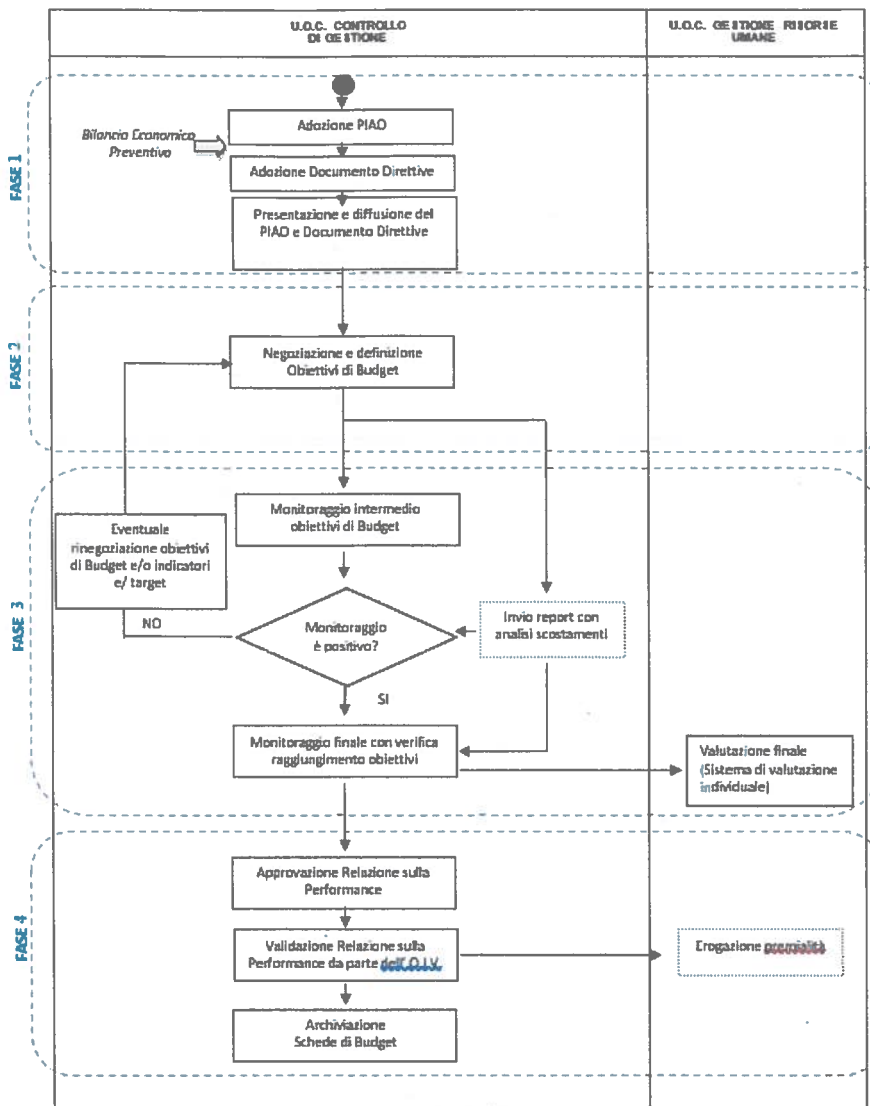 U.O.C. CONTROLLO
DI GESTIONE
U.O.C. GESTIONE RISORSE
UMANE
FASE 1
Bilancio Economico
Preventivo
Adozione PIAO
Adozione Documento Direttive
Presentazione e diffusione del
PIAO e Documento Direttive
FASE 2
Negoziazione e definizione
Obiettivi di Budget
FASE 3
Monitoraggio intermedio
obiettivi di Budget
Eventuale
rinegoziazione obiettivi
di Budget e/o indicatori
e/ target
NO
Monitoraggio
è positivo?
Invio report con
analisi scostamenti
SI
Monitoraggio finale con verifica
raggiungimento obiettivi
Valutazione finale
(Sistema di valutazione
individuale)
FASE 4
Approvazione Relazione sulla
Performance
Validazione Relazione sulla
Performance da parte dell'O.I.V.
Erogazione premialità
Archiviazione
Schede di Budget